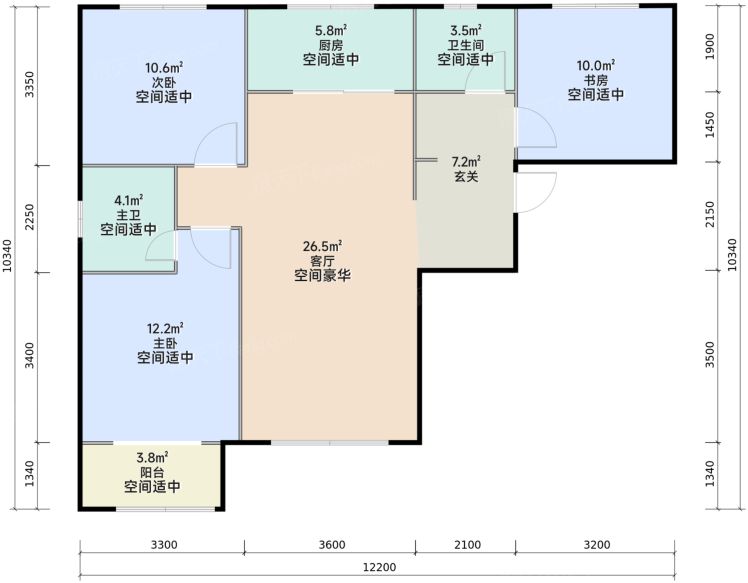 10.6㎡
次卧
空间适中
5.8㎡
厨房
空间适中
3.5㎡
卫生间
空间适中
10.0㎡
书房
空间适中
4.1㎡
主卫
空间适中
7.2㎡
玄关
26.5㎡
客厅
空间豪华
12.2㎡
主卧
空间适中
3.8㎡
阳台
空间适中
3350
2250
3400
1340
10340
1900
1450
2150
3500
1340
10340
3300
3600
2100
3200
12200